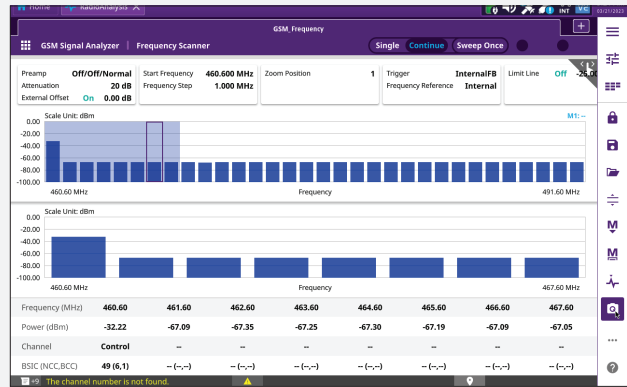 Home RadioAnalysis X INT VC 03/21/2023
GSM_Frequency +
GSM Signal Analyzer | Frequency Scanner Single Continue Sweep Once
Preamp Off/Off/Normal Start Frequency 460.600 MHz Zoom Position 1 Trigger InternalFB Limit Line Off -25.00
Attenuation 20 dB Frequency Step 1.000 MHz Frequency Reference Internal
External Offset On 0.00 dB
Scale Unit: dBm M1: --
0.00
-20.00
-40.00
-60.00
-80.00
-100.00
460.60 MHz Frequency 491.60 MHz
Scale Unit: dBm
0.00
-20.00
-40.00
-60.00
-80.00
-100.00
460.60 MHz Frequency 467.60 MHz
Frequency (MHz) 460.60 461.60 462.60 463.60 464.60 465.60 466.60 467.60
Power (dBm) -32.22 -67.09 -67.35 -67.25 -67.30 -67.19 -67.09 -67.05
Channel Control -- -- -- -- -- -- --
BSIC (NCC,BCC) 49 (6,1) -- (--,--) -- (--,--) -- (--,--) -- (--,--) -- (--,--) -- (--,--) -- (--,--)
+9 The channel number is not found.
M
M